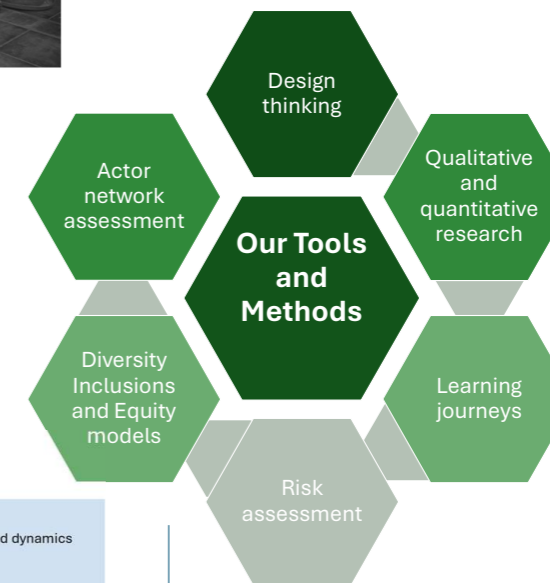 Design
thinking
Qualitative
and
quantitative
research
Learning
journeys
Risk
assessment
Diversity
Inclusions
and Equity
models
Actor
network
assessment
Our Tools
and
Methods
d dynamics